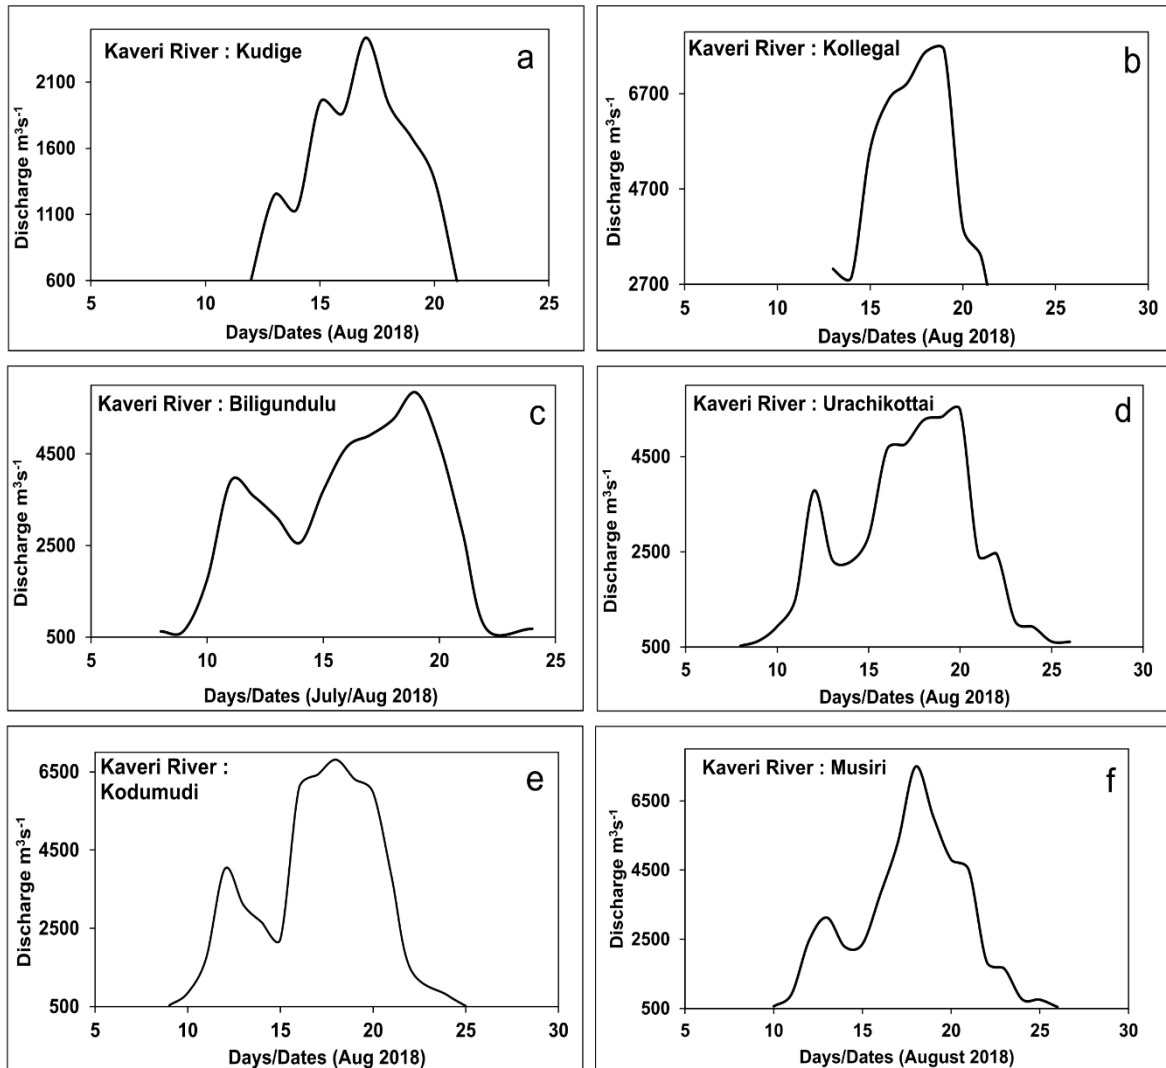 Kaveri River : Kudige
a
Discharge m³s⁻¹
2100
1600
1100
600
5 10 15 20 25
Days/Dates (Aug 2018)
Kaveri River : Kollegal
b
Discharge m³s⁻¹
6700
4700
2700
5 10 15 20 25 30
Days/Dates (Aug 2018)
Kaveri River : Biligundulu
c
Discharge m³s⁻¹
4500
2500
500
5 10 15 20 25
Days/Dates (July/Aug 2018)
Kaveri River : Urachikottai
d
Discharge m³s⁻¹
4500
2500
500
5 10 15 20 25 30
Days/Dates (Aug 2018)
Kaveri River :
Kodumudi
e
Discharge m³s⁻¹
6500
4500
2500
500
5 10 15 20 25 30
Days/Dates (Aug 2018)
Kaveri River : Musiri
f
Discharge m³s⁻¹
6500
4500
2500
500
5 10 15 20 25 30
Days/Dates (August 2018)